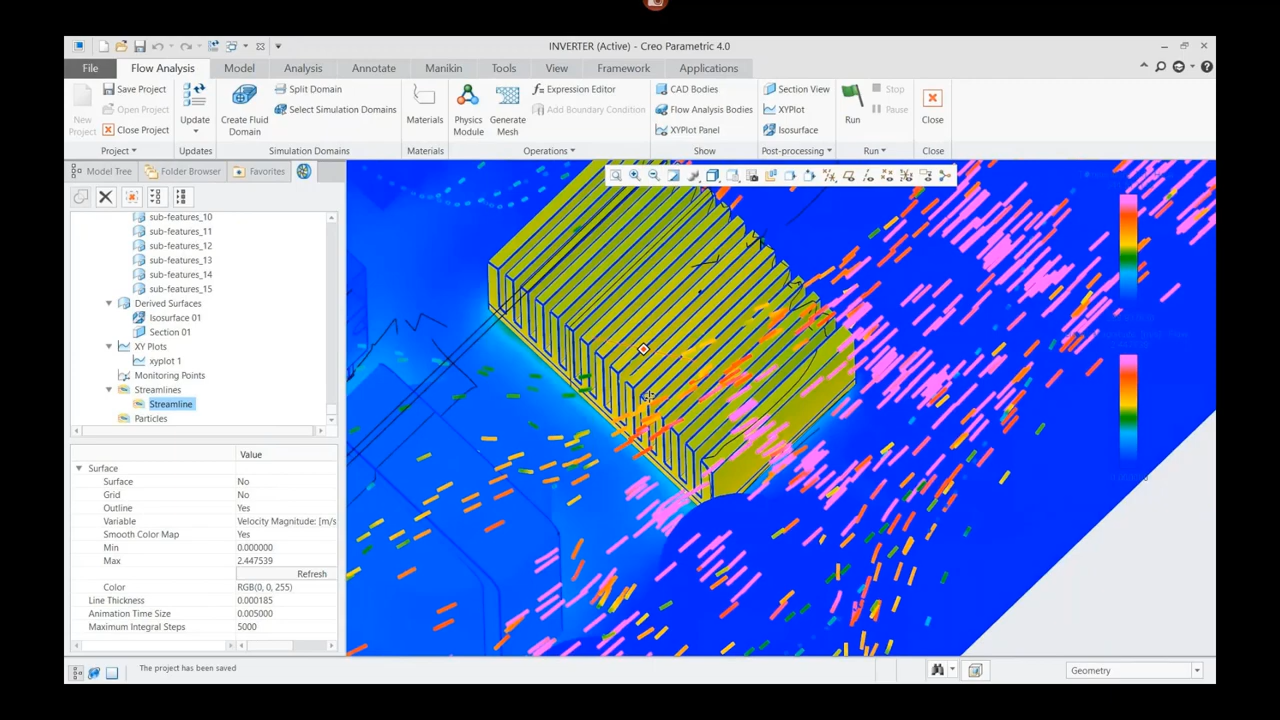 INVERTER (Active) - Creo Parametric 4.0
File Flow Analysis Model Analysis Annotate Manikin Tools View Framework Applications
New Project
Save Project
Open Project
Close Project
Update
Create Fluid Domain
Split Domain
Select Simulation Domains
Materials
Physics Module
Generate Mesh
Expression Editor
Add Boundary Condition
CAD Bodies
Flow Analysis Bodies
XYPlot Panel
Section View
XYPlot
Isosurface
Run
Stop
Pause
Close
Project Updates Simulation Domains Materials Operations Show Post-processing Run Close
Model Tree Folder Browser Favorites
sub-features_10
sub-features_11
sub-features_12
sub-features_13
sub-features_14
sub-features_15
Derived Surfaces
Isosurface 01
Section 01
XY Plots
xyplot 1
Monitoring Points
Streamlines
Streamline
Particles
Value
Surface
Surface No
Grid No
Outline Yes
Variable Velocity Magnitude: [m/s
Smooth Color Map Yes
Min 0.000000
Max 2.447539
Refresh
Color RGB(0, 0, 255)
Line Thickness 0.000185
Animation Time Size 0.005000
Maximum Integral Steps 5000
The project has been saved
Geometry